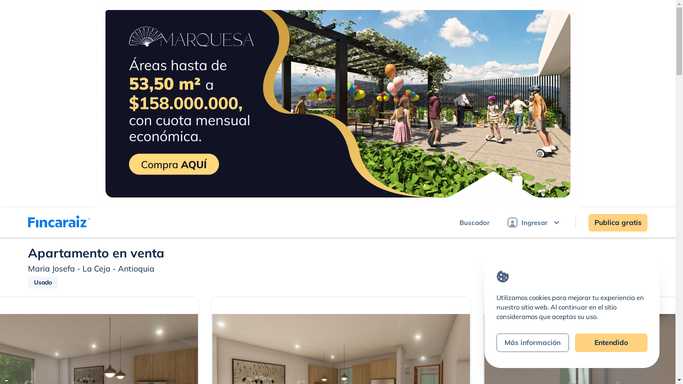 MARQUESA
Áreas hasta de
53,50 m² a
$158.000.000,
con cuota mensual
económica.
Compra AQUÍ
Fincaraiz
Buscador
Ingresar
Publica gratis
Apartamento en venta
Maria Josefa - La Ceja - Antioquia
Usado
Utilizamos cookies para mejorar tu experiencia en
nuestro sitio web. Al continuar en el sitio
consideramos que aceptas su uso.
Más información
Entendido